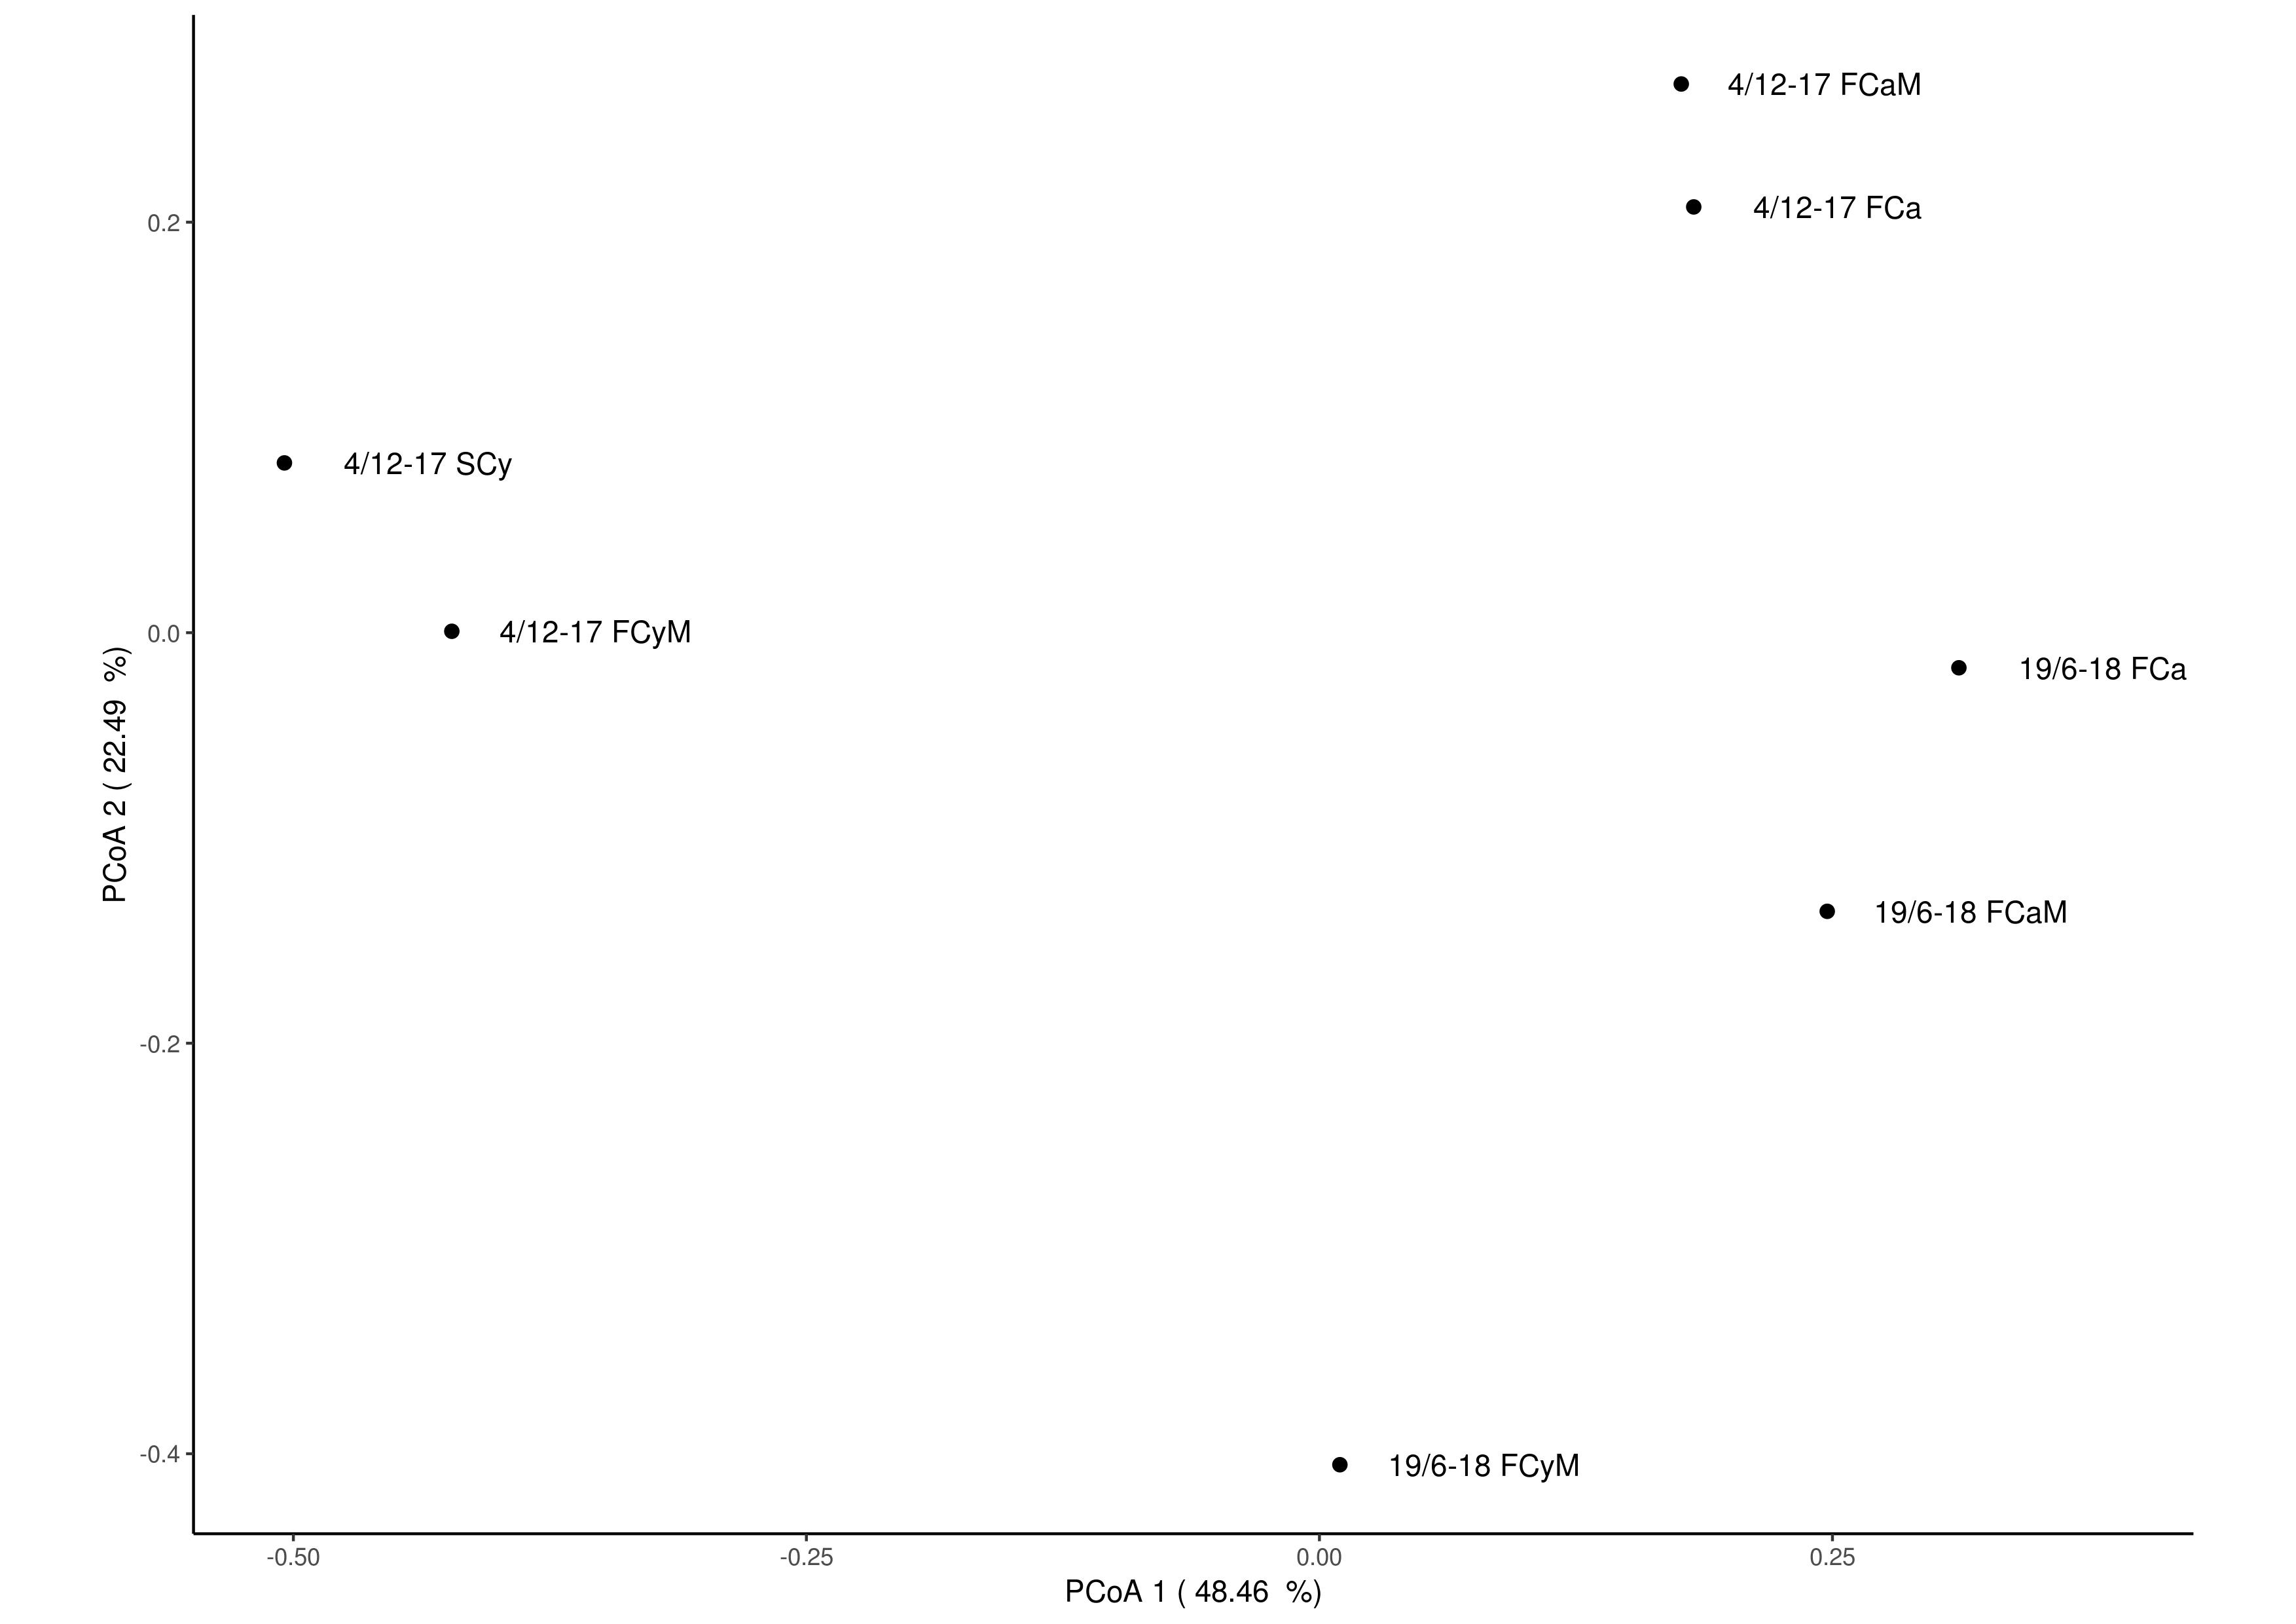 4/12-17 FCaM
4/12-17 FCa
4/12-17 SCy
4/12-17 FCyM
19/6-18 FCa
19/6-18 FCaM
19/6-18 FCyM
0.2
0.0
-0.2
-0.4
PCoA 2 ( 22.49 %)
-0.50
-0.25
0.00
0.25
PCoA 1 ( 48.46 %)